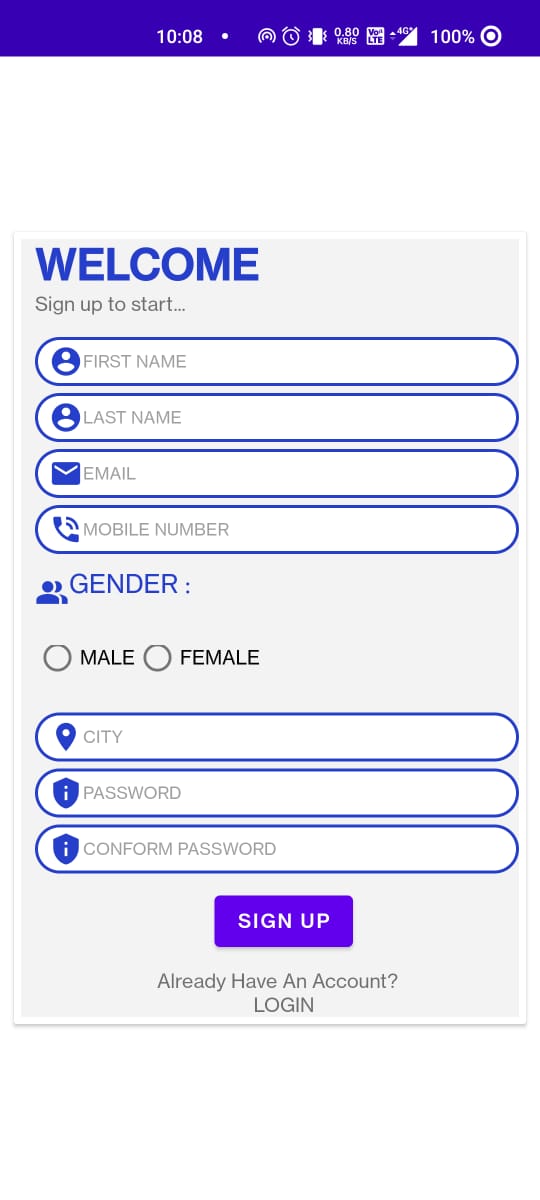 10:08 • 0.80 KB/S VoI LTE 4G+ 100%
WELCOME
Sign up to start...
FIRST NAME
LAST NAME
EMAIL
MOBILE NUMBER
GENDER :
MALE FEMALE
CITY
PASSWORD
CONFORM PASSWORD
SIGN UP
Already Have An Account?
LOGIN